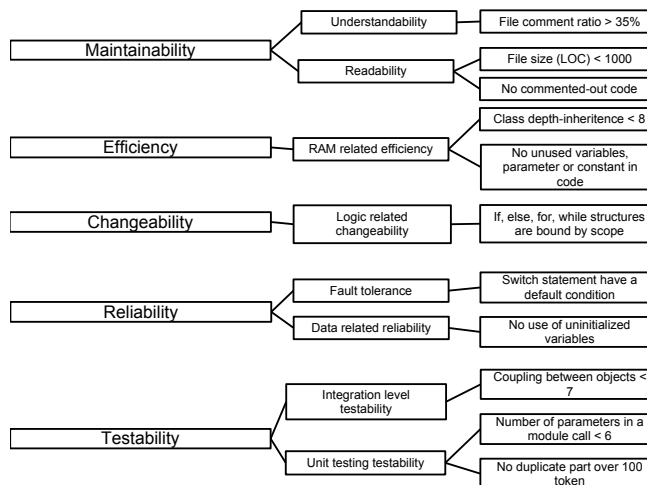 Understandability
File comment ratio > 35%
Maintainability
File size (LOC) < 1000
Readability
No commented-out code
Class depth-inheritence < 8
Efficiency
RAM related efficiency
No unused variables,
parameter or constant in
code
Changeability
Logic related
changeability
If, else, for, while structures
are bound by scope
Fault tolerance
Switch statement have a
default condition
Reliability
Data related reliability
No use of uninitialized
variables
Integration level
testability
Coupling between objects <
7
Number of parameters in a
module call < 6
Testability
Unit testing testability
No duplicate part over 100
token